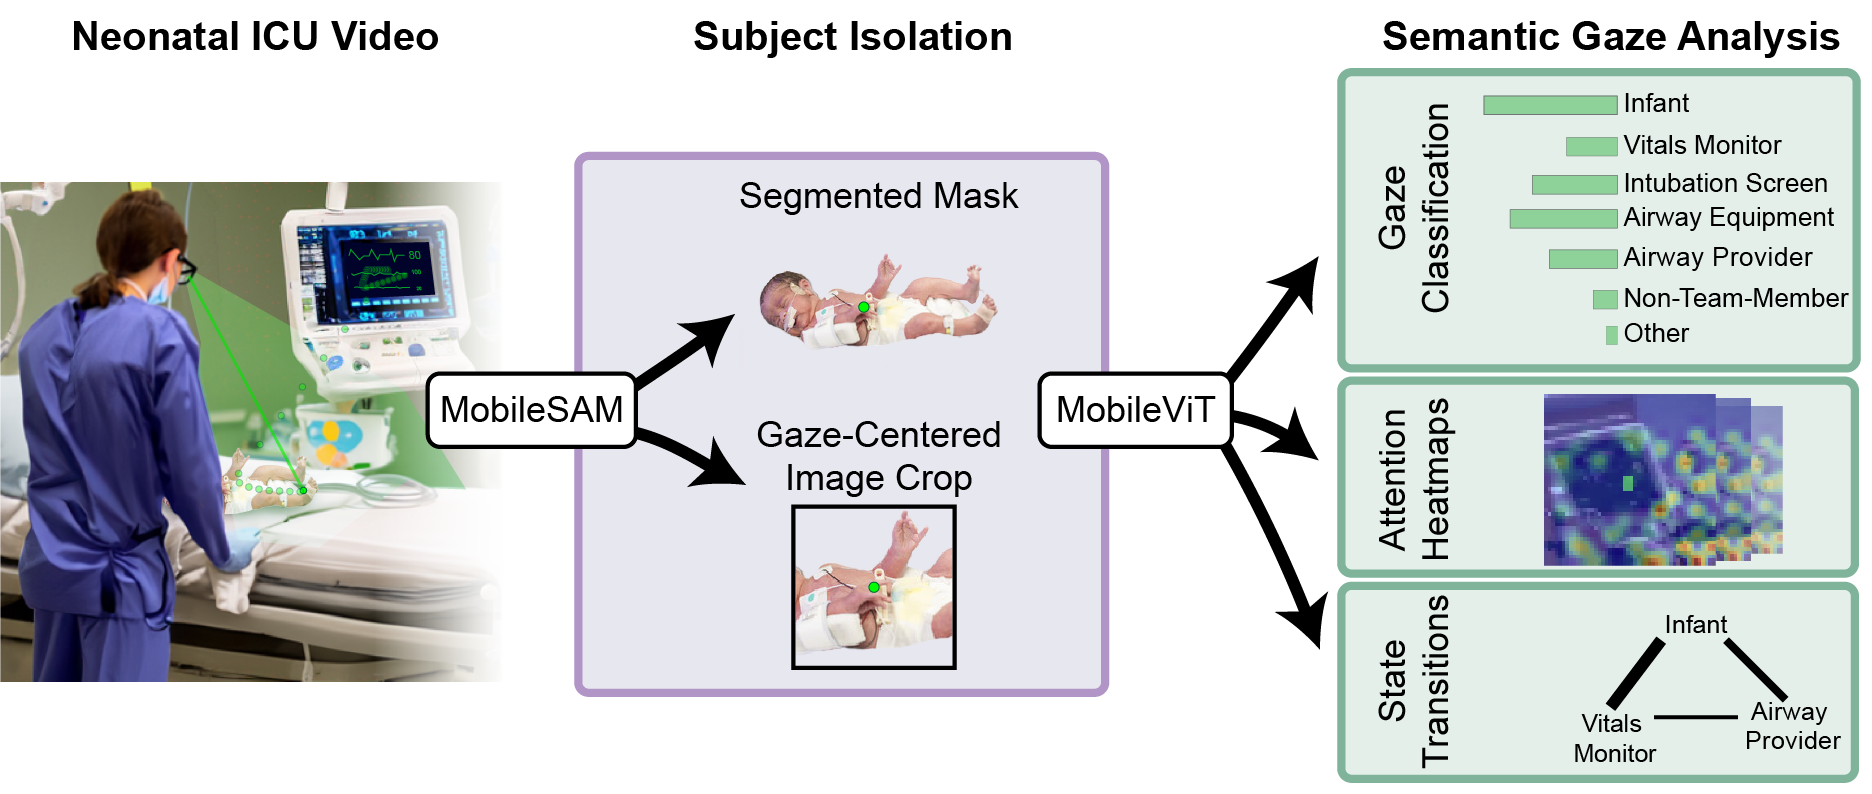 Neonatal ICU Video
Subject Isolation
Semantic Gaze Analysis
80
100
20
MobileSAM
Segmented Mask
Gaze-Centered
Image Crop
MobileViT
Gaze
Classification
Infant
Vitals Monitor
Intubation Screen
Airway Equipment
Airway Provider
Non-Team-Member
Other
Attention
Heatmaps
State
Transitions
Infant
Vitals
Monitor
Airway
Provider